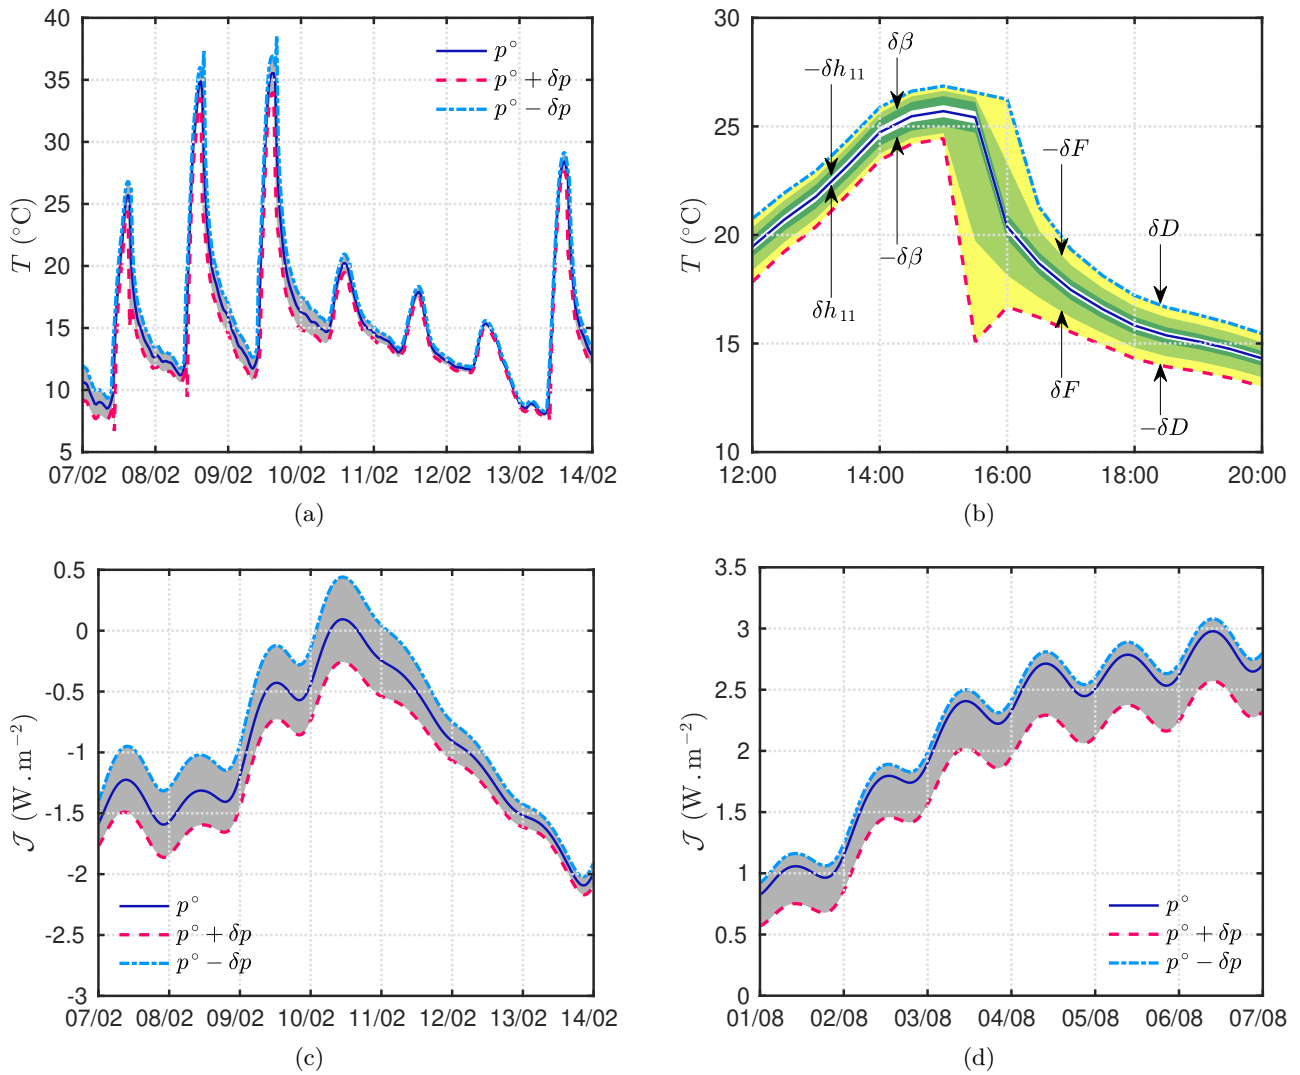 40
35
30
25
20
15
10
5
T (°C)
p°
p° + δp
p° − δp
07/02 08/02 09/02 10/02 11/02 12/02 13/02 14/02
(a)
30
25
20
15
10
T (°C)
−δh11
δβ
−δF
δD
−δβ
δh11
δF
−δD
12:00 14:00 16:00 18:00 20:00
(b)
0.5
0
-0.5
-1
-1.5
-2
-2.5
-3
𝒥 (W . m−2)
p°
p° + δp
p° − δp
07/02 08/02 09/02 10/02 11/02 12/02 13/02 14/02
(c)
3.5
3
2.5
2
1.5
1
0.5
0
𝒥 (W . m−2)
p°
p° + δp
p° − δp
01/08 02/08 03/08 04/08 05/08 06/08 07/08
(d)